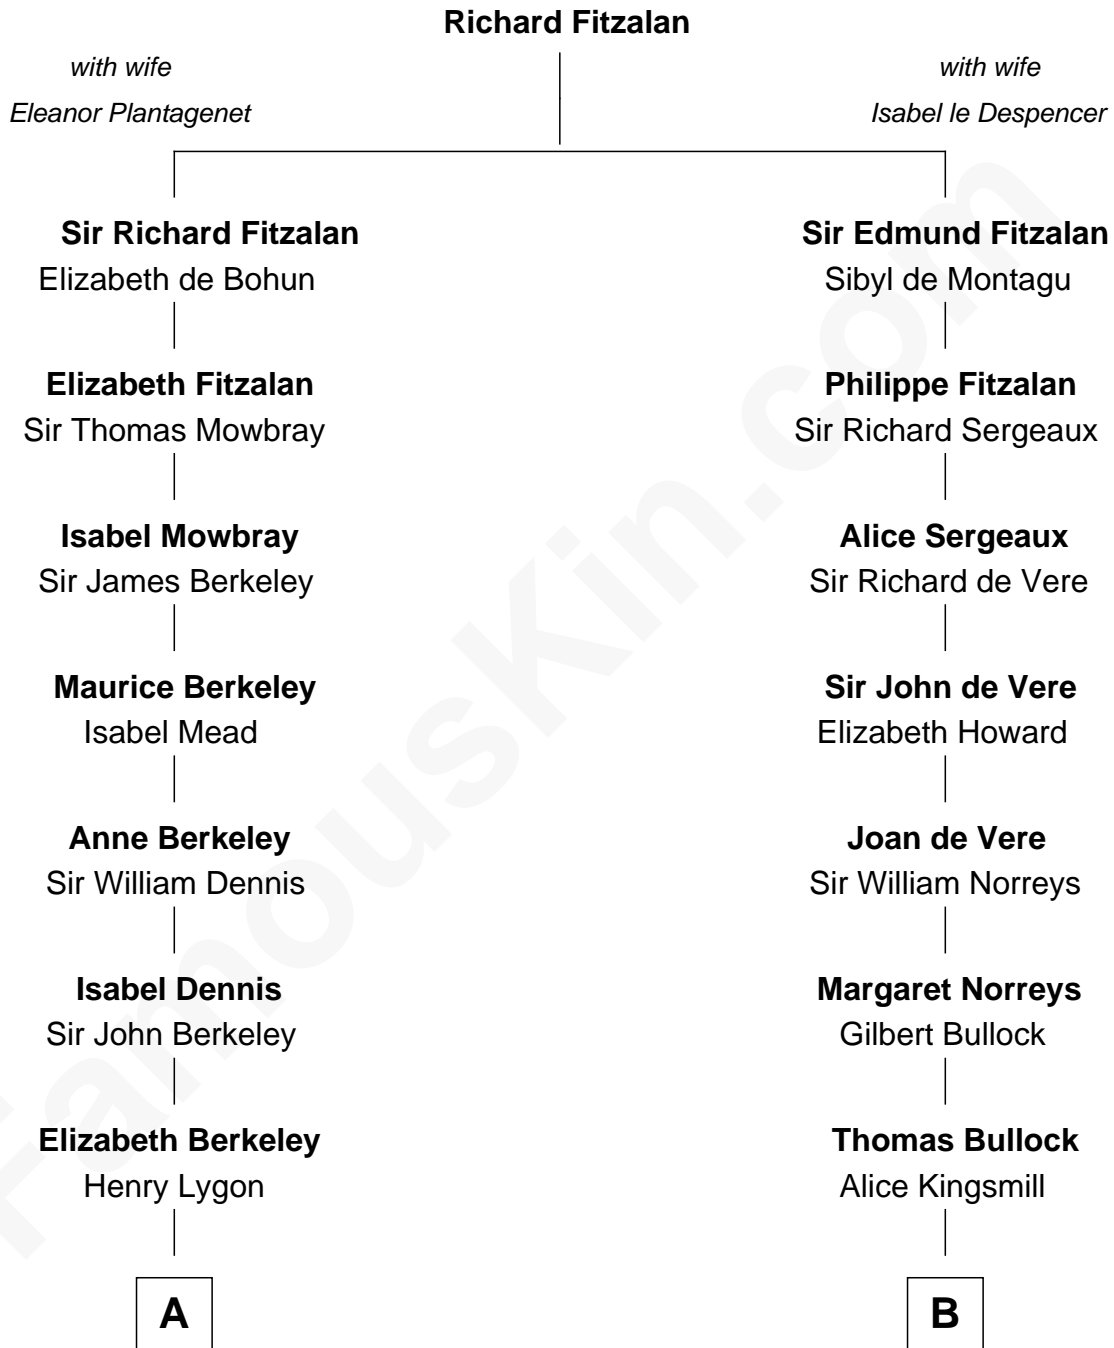 Richard Fitzalan
with wife
Eleanor Plantagenet
with wife
Isabel le Despencer
Sir Richard Fitzalan
Elizabeth de Bohun
Sir Edmund Fitzalan
Sibyl de Montagu
Elizabeth Fitzalan
Sir Thomas Mowbray
Philippe Fitzalan
Sir Richard Sergeaux
Isabel Mowbray
Sir James Berkeley
Alice Sergeaux
Sir Richard de Vere
Maurice Berkeley
Isabel Mead
Sir John de Vere
Elizabeth Howard
Anne Berkeley
Sir William Dennis
Joan de Vere
Sir William Norreys
Isabel Dennis
Sir John Berkeley
Margaret Norreys
Gilbert Bullock
Elizabeth Berkeley
Henry Lygon
Thomas Bullock
Alice Kingsmill
A
B
FamousKin.com